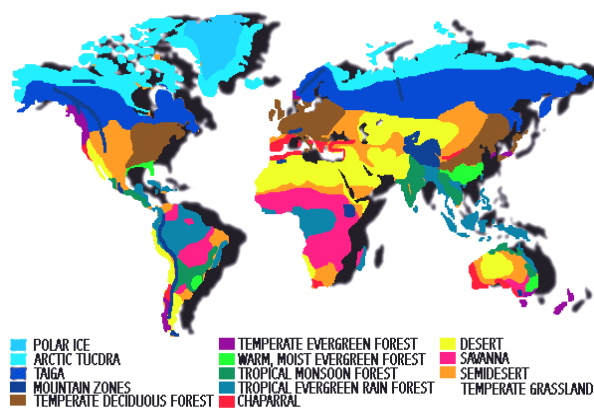 POLAR ICE
ARCTIC TUCDRA
TAIGA
MOUNTAIN ZONES
TEMPERATE DECIDUOUS FOREST
TEMPERATE EVERGREEN FOREST
WARM, MOIST EVERGREEN FOREST
TROPICAL MONSOON FOREST
TROPICAL EVERGREEN RAIN FOREST
CHAPARRAL
DESERT
SAVANNA
SEMIDESERT
TEMPERATE GRASSLAND